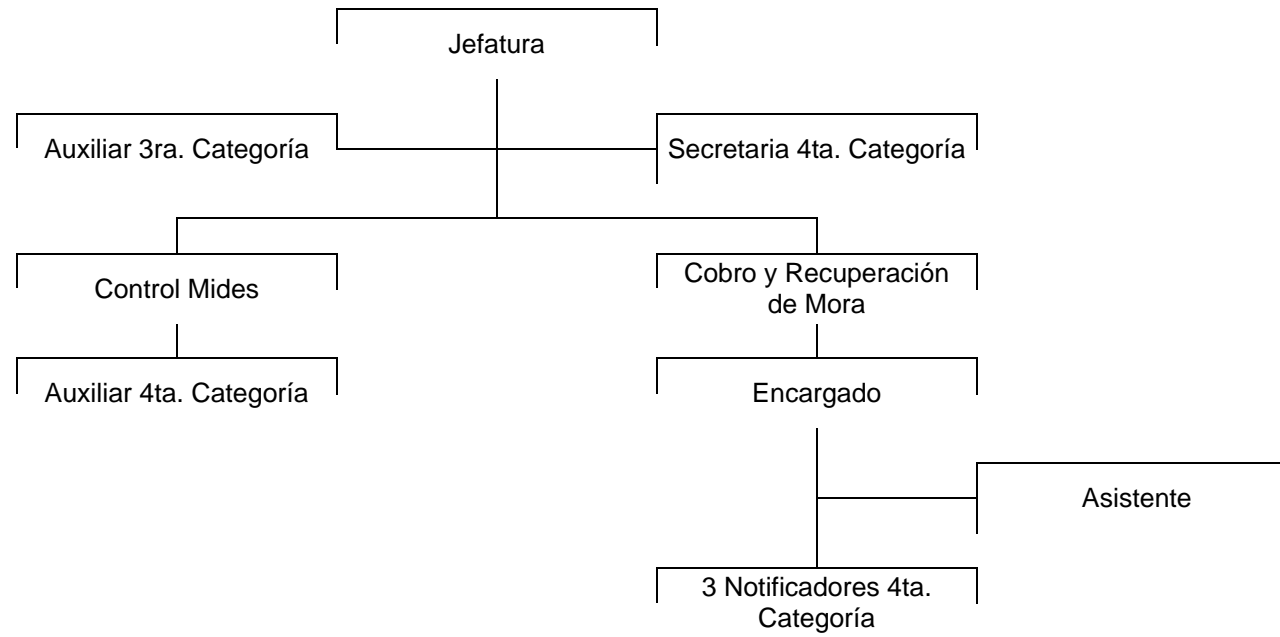 Jefatura
Auxiliar 3ra. Categoría
Secretaria 4ta. Categoría
Control Mides
Cobro y Recuperación
de Mora
Auxiliar 4ta. Categoría
Encargado
Asistente
3 Notificadores 4ta.
Categoría